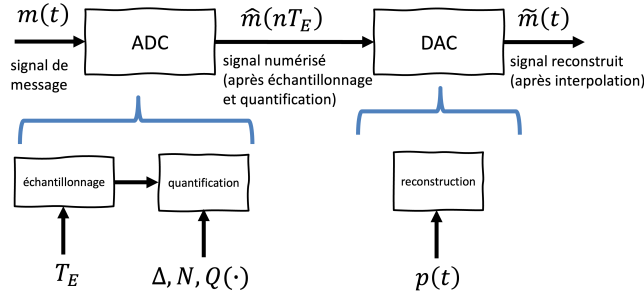 m(t)
ADC
m̂(nT_E)
DAC
m̃(t)
signal de
message
signal numérisé
(après échantillonnage
et quantification)
signal reconstruit
(après interpolation)
échantillonnage
quantification
reconstruction
T_E
Δ, N, Q(·)
p(t)